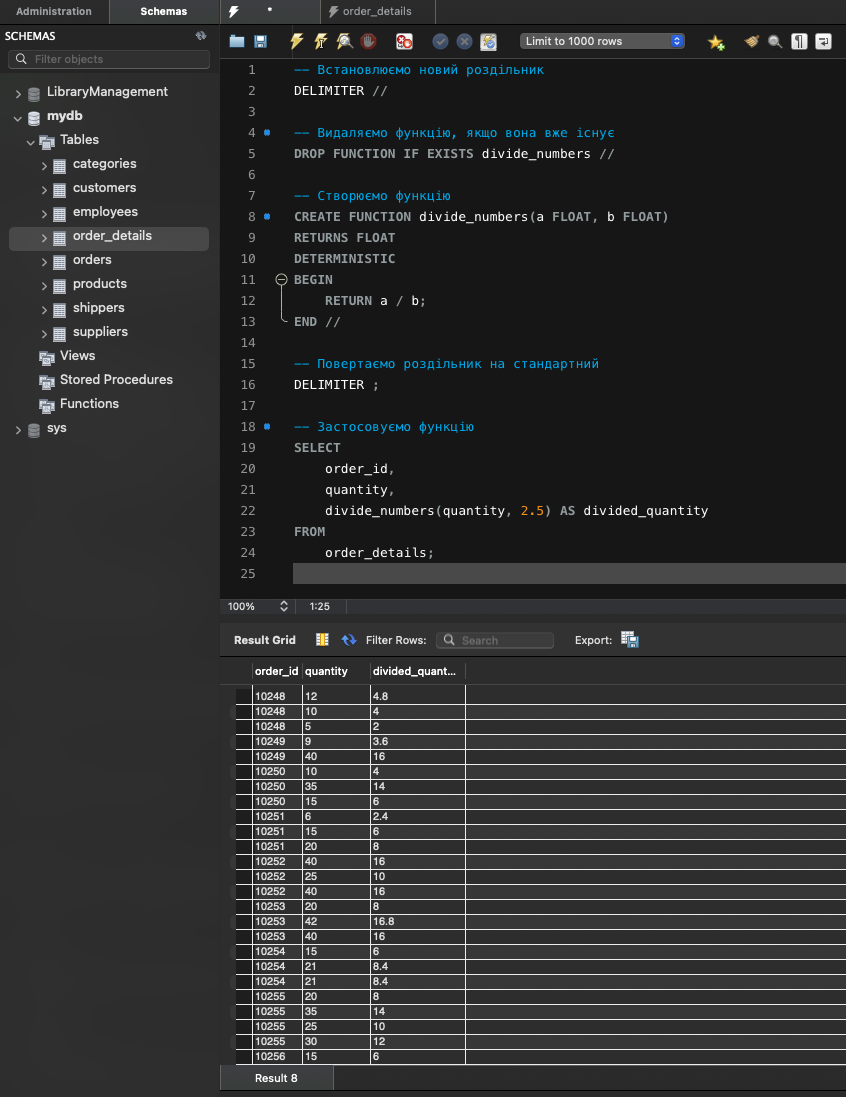 Administration Schemas * order_details
SCHEMAS
Filter objects
Limit to 1000 rows
LibraryManagement
mydb
Tables
categories
customers
employees
order_details
orders
products
shippers
suppliers
Views
Stored Procedures
Functions
sys
1 -- Встановлюємо новий роздільник
2 DELIMITER //
3
4 -- Видаляємо функцію, якщо вона вже існує
5 DROP FUNCTION IF EXISTS divide_numbers //
6
7 -- Створюємо функцію
8 CREATE FUNCTION divide_numbers(a FLOAT, b FLOAT)
9 RETURNS FLOAT
10 DETERMINISTIC
11 BEGIN
12 RETURN a / b;
13 END //
14
15 -- Повертаємо роздільник на стандартний
16 DELIMITER ;
17
18 -- Застосовуємо функцію
19 SELECT
20 order_id,
21 quantity,
22 divide_numbers(quantity, 2.5) AS divided_quantity
23 FROM
24 order_details;
25
100% 1:25
Result Grid Filter Rows: Search Export:
order_id quantity divided_quant...
10248 12 4.8
10248 10 4
10248 5 2
10249 9 3.6
10249 40 16
10250 10 4
10250 35 14
10250 15 6
10251 6 2.4
10251 15 6
10251 20 8
10252 40 16
10252 25 10
10252 40 16
10253 20 8
10253 42 16.8
10253 40 16
10254 15 6
10254 21 8.4
10254 21 8.4
10255 20 8
10255 35 14
10255 25 10
10255 30 12
10256 15 6
Result 8